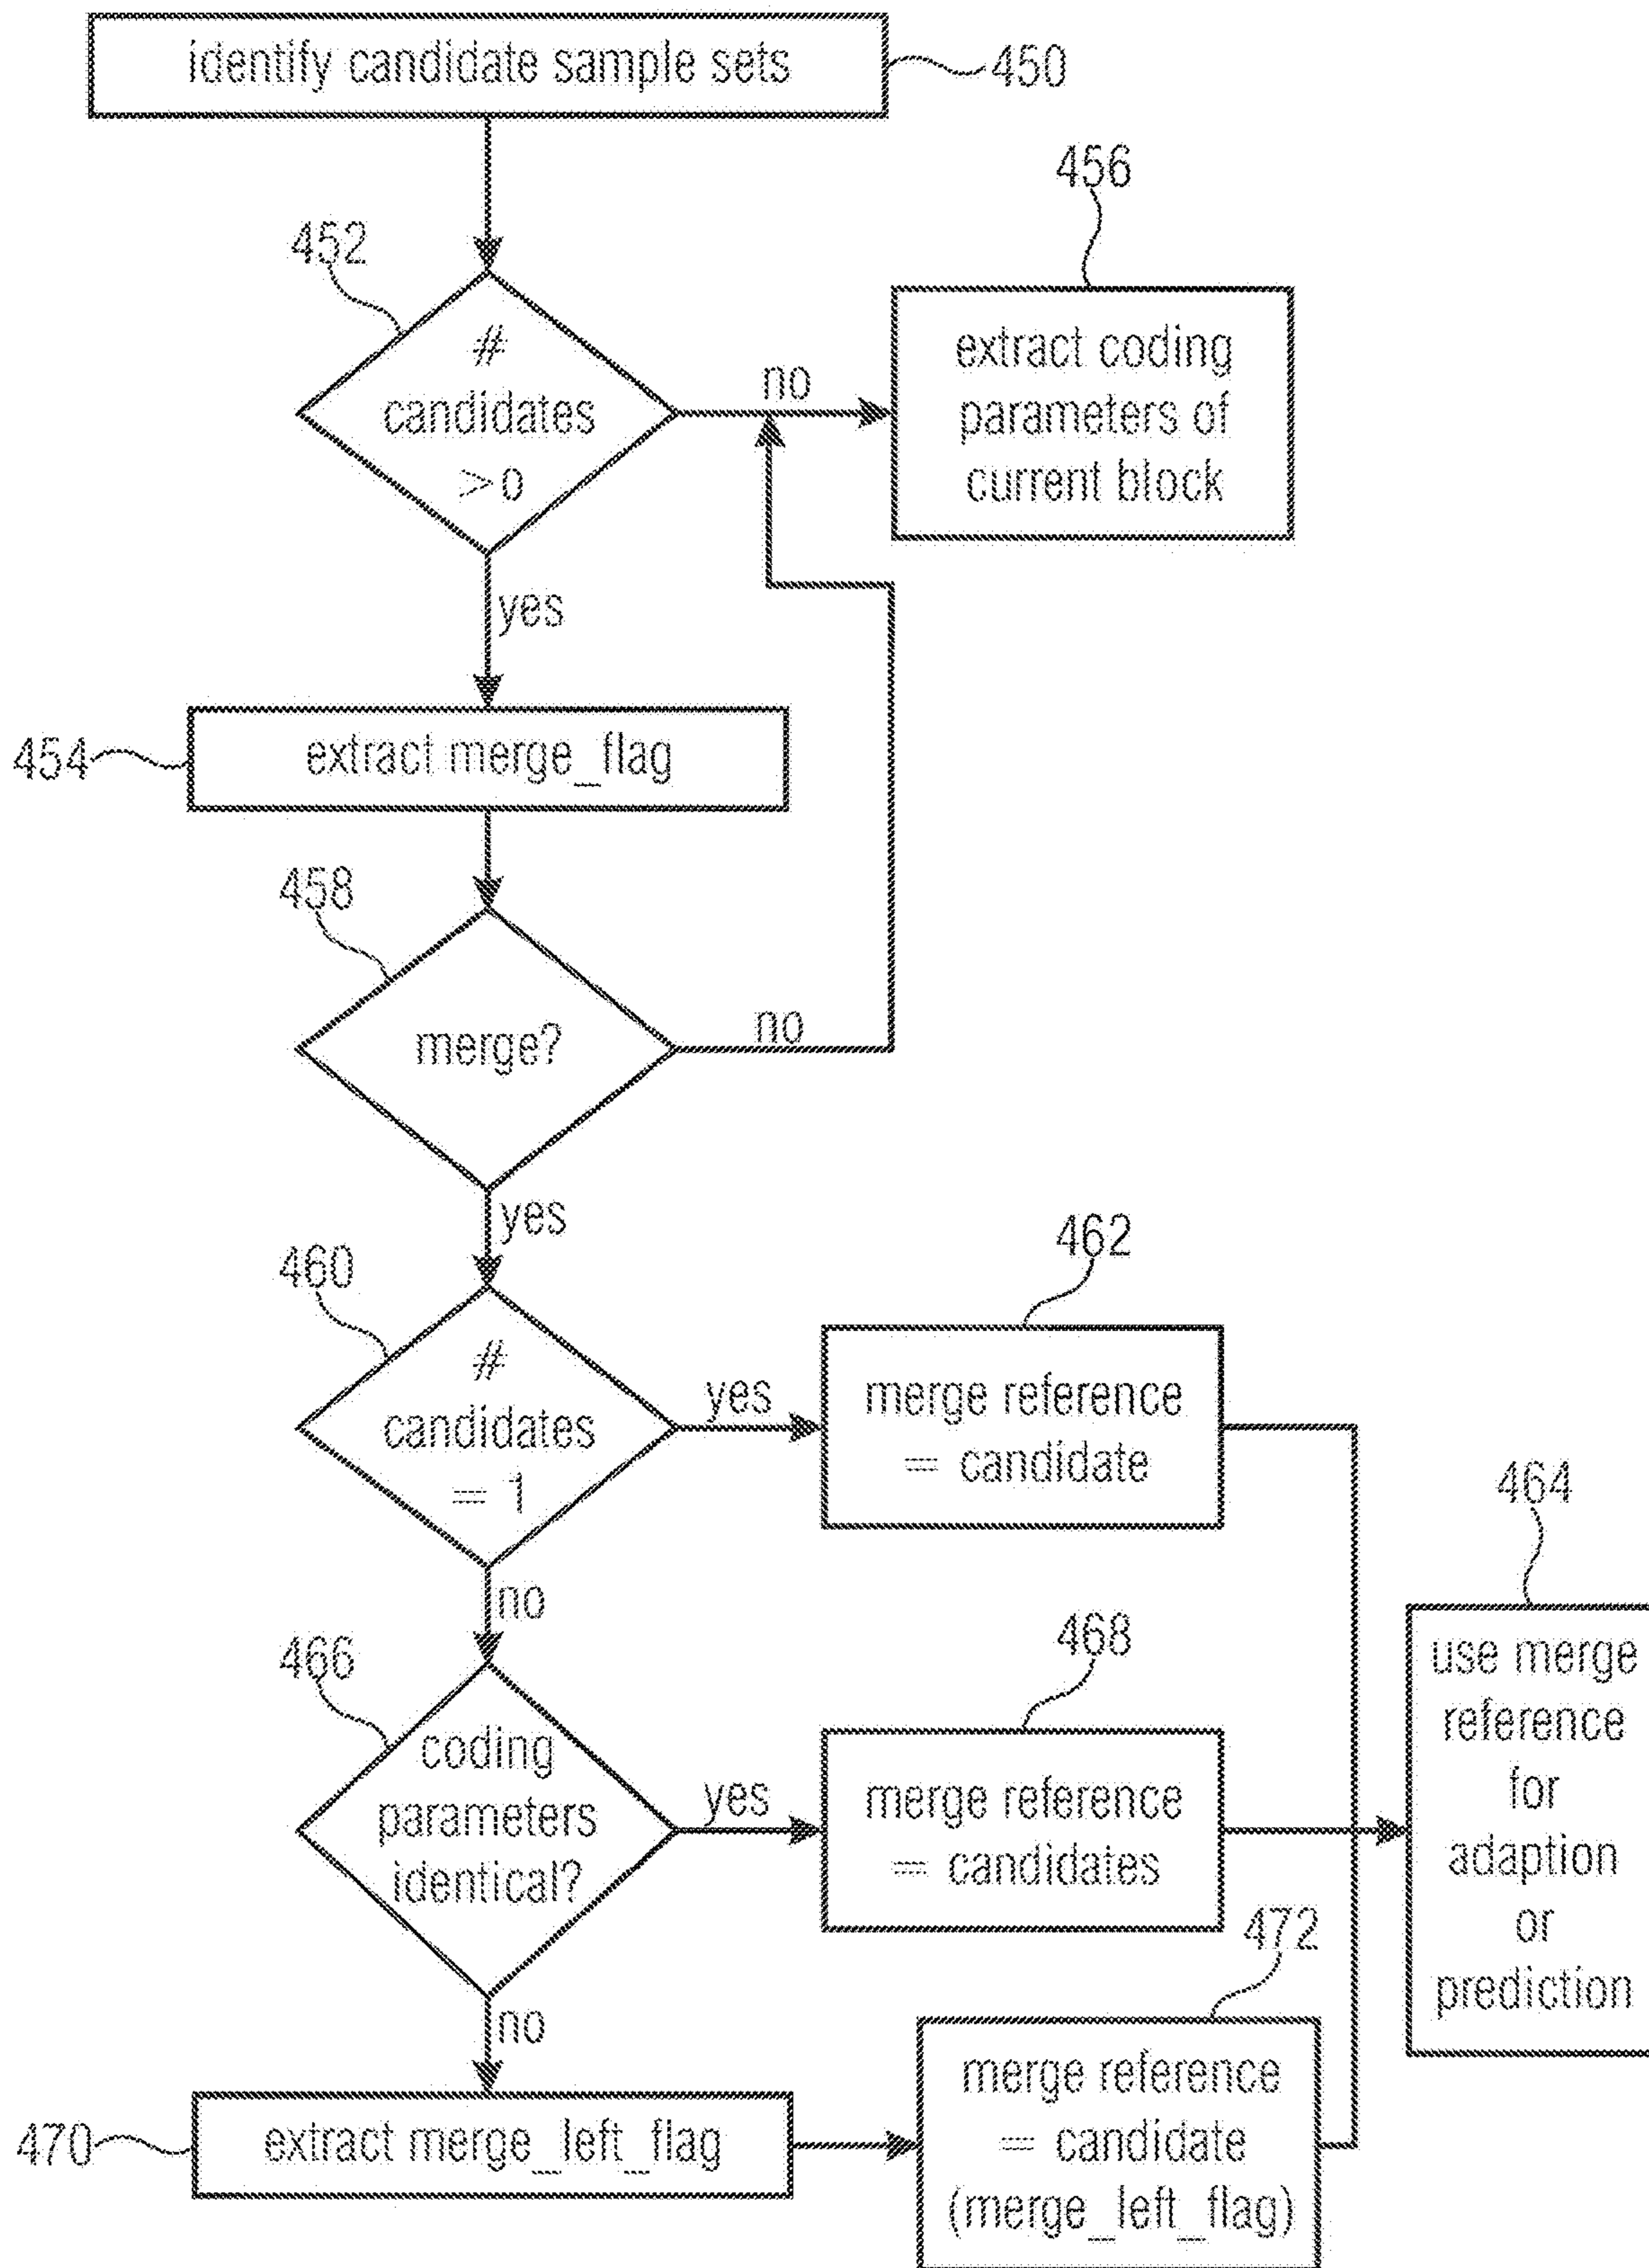 identify candidate sample sets
450
456
452
#
candidates
>0
no
extract coding
parameters of
current block
yes
454
extract merge_flag
458
merge?
no
yes
460
#
candidates
= 1
yes
462
merge reference
= candidate
464
use merge
reference
for
adaption
or
prediction
no
466
coding
parameters
identical?
yes
468
merge reference
= candidates
no
472
470
extract merge_left_flag
merge reference
= candidate
(merge_left_flag)